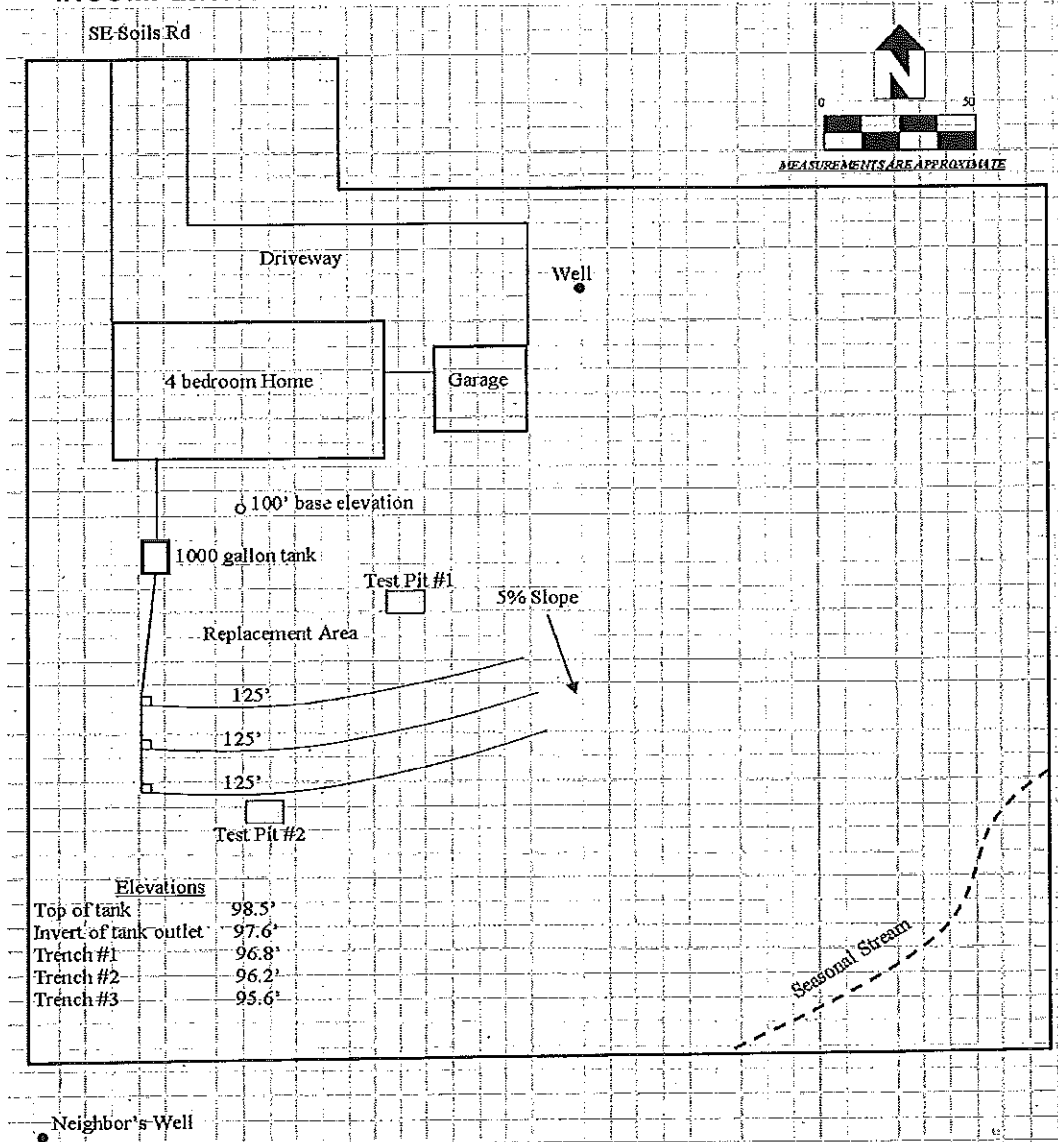 SE Soils Rd
N
0 50
MEASUREMENTS ARE APPROXIMATE
Driveway
Well
4 bedroom Home
Garage
100' base elevation
1000 gallon tank
Test Pit #1
5% Slope
Replacement Area
125'
125'
125'
Test Pit #2
Elevations
Top of tank 98.5'
Invert of tank outlet 97.6'
Trench #1 96.8'
Trench #2 96.2'
Trench #3 95.6'
Seasonal Stream
Neighbor's Well